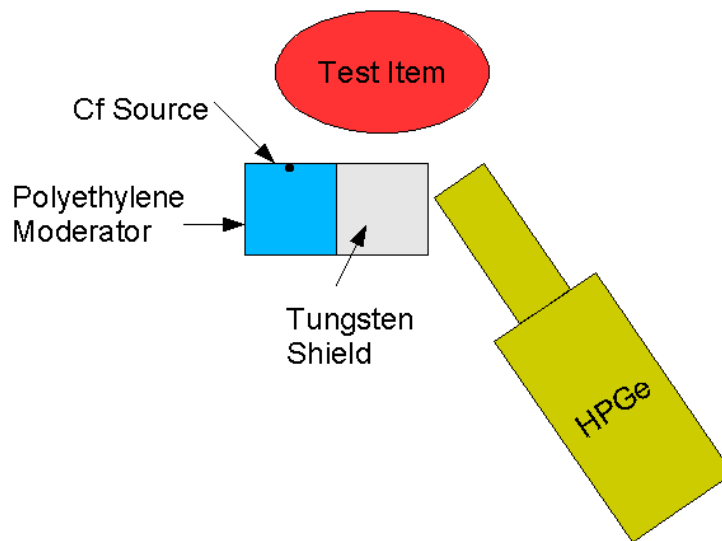 Test Item
Cf Source
Polyethylene
Moderator
Tungsten
Shield
HPGe